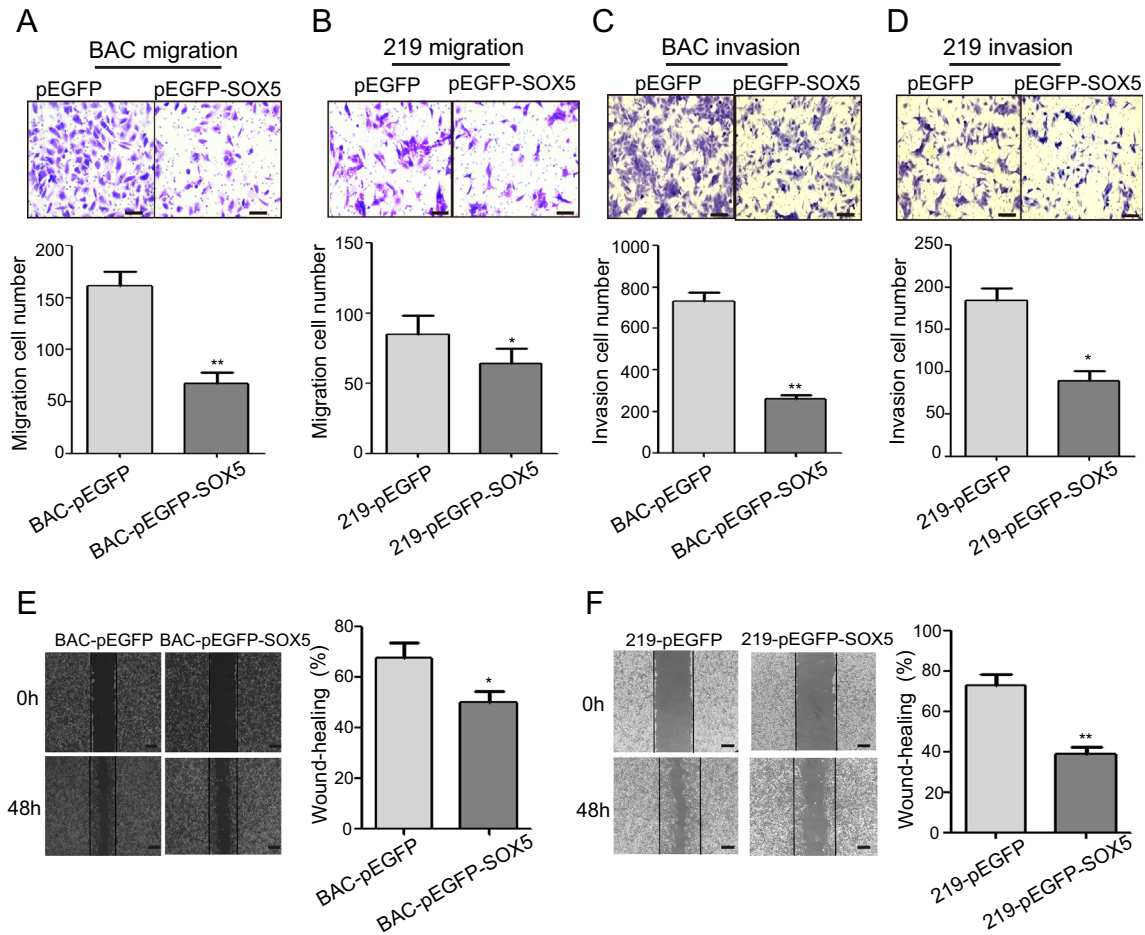 A
BAC migration
pEGFP
pEGFP-SOX5
Migration cell number
200
150
100
50
0
**
BAC-pEGFP
BAC-pEGFP-SOX5
B
219 migration
pEGFP
pEGFP-SOX5
Migration cell number
150
100
50
0
*
219-pEGFP
219-pEGFP-SOX5
C
BAC invasion
pEGFP
pEGFP-SOX5
Invasion cell number
1000
800
600
400
200
0
**
BAC-pEGFP
BAC-pEGFP-SOX5
D
219 invasion
pEGFP
pEGFP-SOX5
Invasion cell number
250
200
150
100
50
0
*
219-pEGFP
219-pEGFP-SOX5
E
BAC-pEGFP
BAC-pEGFP-SOX5
0h
48h
Wound-healing (%)
80
60
40
20
0
*
BAC-pEGFP
BAC-pEGFP-SOX5
F
219-pEGFP
219-pEGFP-SOX5
0h
48h
Wound-healing (%)
100
80
60
40
20
0
**
219-pEGFP
219-pEGFP-SOX5